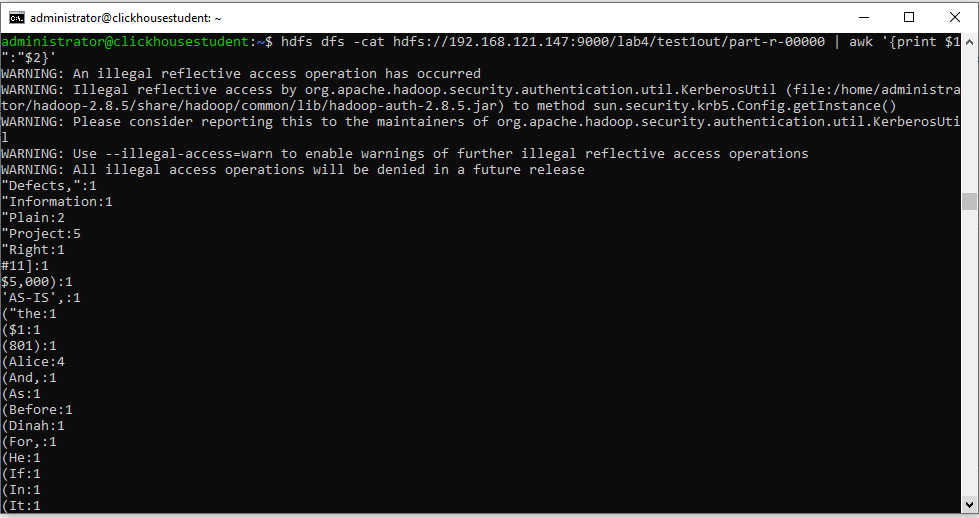 administrator@clickhousestudent: ~
administrator@clickhousestudent:~$ hdfs dfs -cat hdfs://192.168.121.147:9000/lab4/test1out/part-r-00000 | awk '{print $1
":"$2}'
WARNING: An illegal reflective access operation has occurred
WARNING: Illegal reflective access by org.apache.hadoop.security.authentication.util.KerberosUtil (file:/home/administra
tor/hadoop-2.8.5/share/hadoop/common/lib/hadoop-auth-2.8.5.jar) to method sun.security.krb5.Config.getInstance()
WARNING: Please consider reporting this to the maintainers of org.apache.hadoop.security.authentication.util.KerberosUti
l
WARNING: Use --illegal-access=warn to enable warnings of further illegal reflective access operations
WARNING: All illegal access operations will be denied in a future release
"Defects,":1
"Information:1
"Plain:2
"Project:5
"Right:1
#11]:1
$5,000):1
'AS-IS',:1
("the:1
($1:1
(801):1
(Alice:4
(And,:1
(As:1
(Before:1
(Dinah:1
(For,:1
(He:1
(If:1
(In:1
(It:1